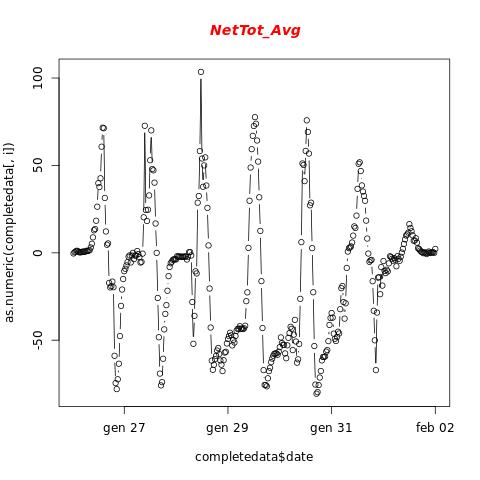 NetTot_Avg
as.numeric(completedata[, i])
100
50
0
-50
gen 27
gen 29
gen 31
feb 02
completedata$date